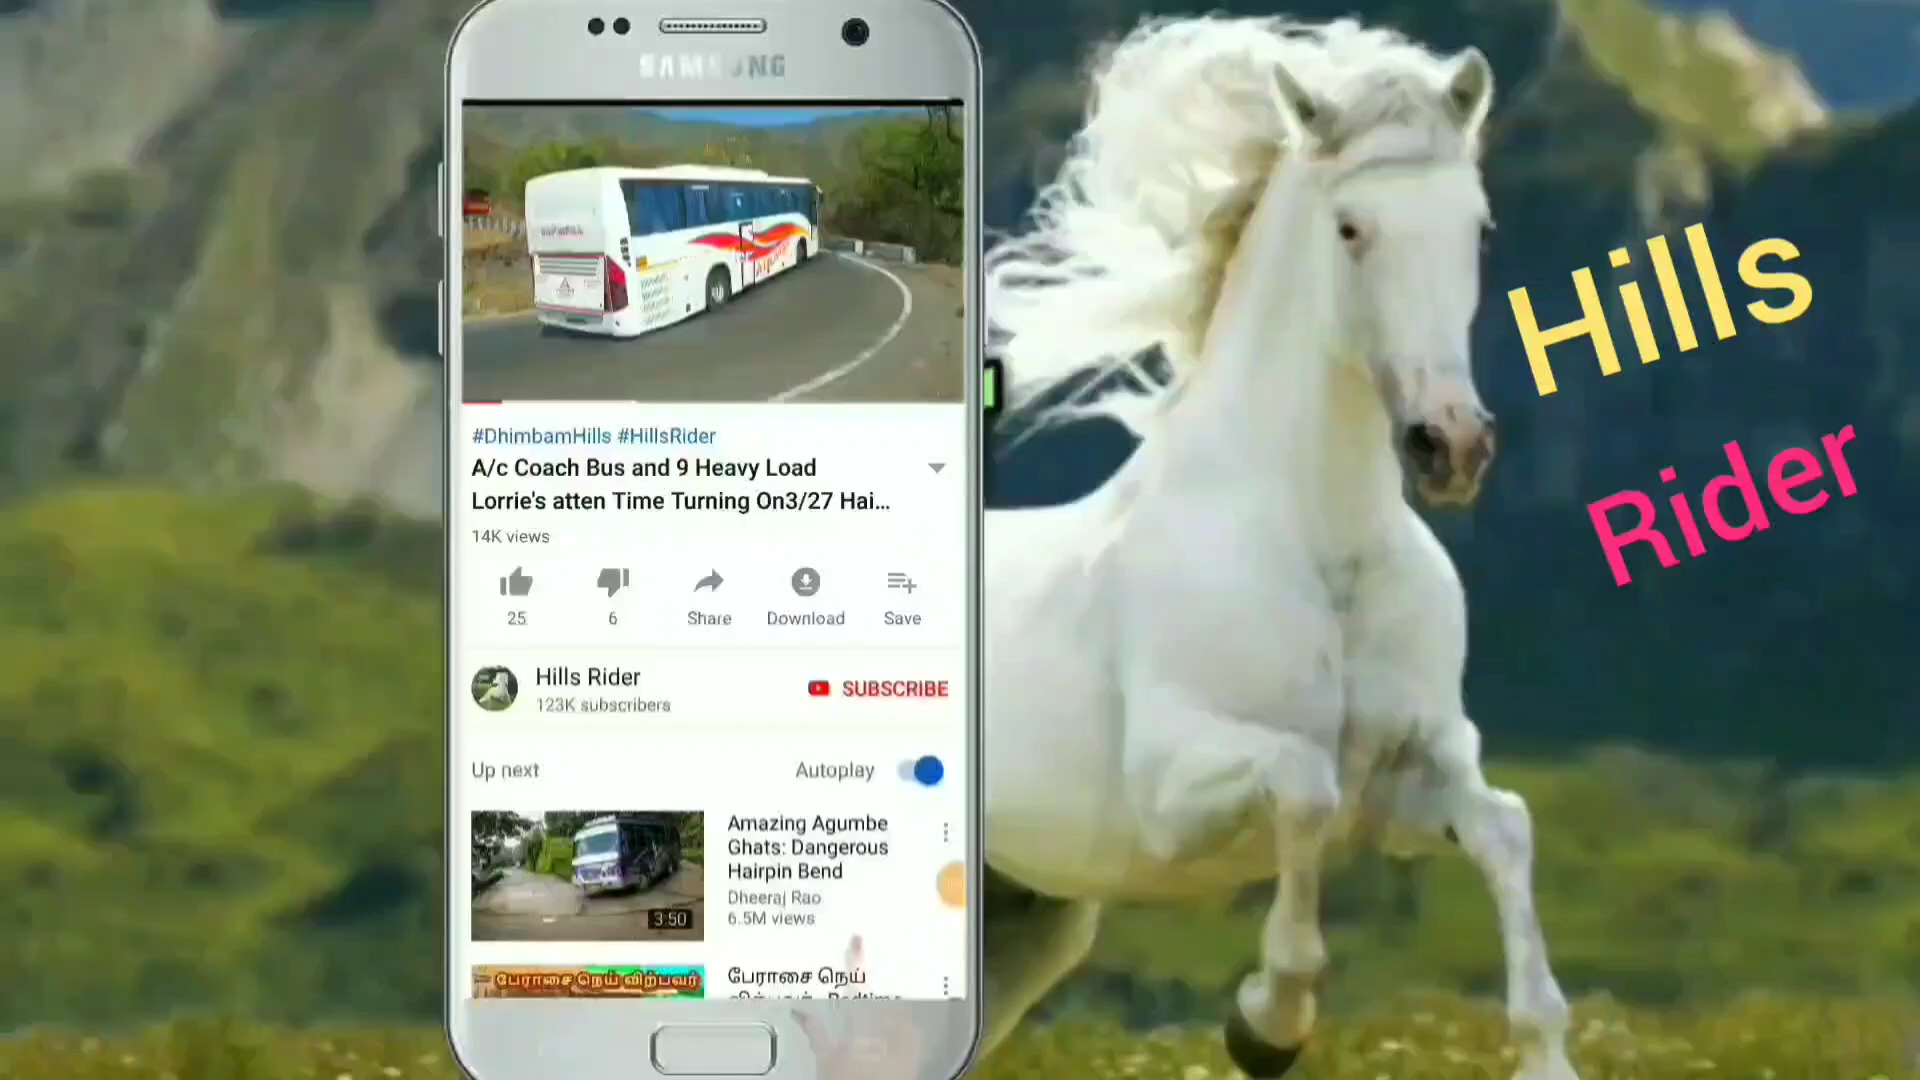 SAMSUNG
#DhimbamHills #HillsRider
A/c Coach Bus and 9 Heavy Load
Lorrie's atten Time Turning On3/27 Hai...
14K views
25
6
Share
Download
Save
Hills Rider
123K subscribers
SUBSCRIBE
Up next
Autoplay
Amazing Agumbe
Ghats: Dangerous
Hairpin Bend
Dheeraj Rao
6.5M views
3:50
பேராசை நெய் விற்பவர்
பேராசை நெய்
Hills
Rider